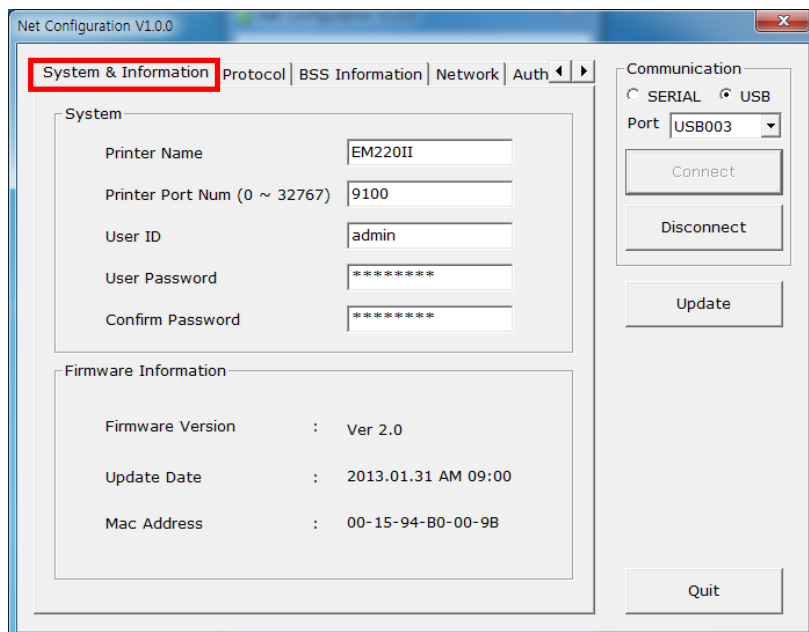 Net Configuration V1.0.0
System & Information Protocol BSS Information Network Auth
System
Printer Name EM220II
Printer Port Num (0 ~ 32767) 9100
User ID admin
User Password ********
Confirm Password ********
Firmware Information
Firmware Version : Ver 2.0
Update Date : 2013.01.31 AM 09:00
Mac Address : 00-15-94-B0-00-9B
Communication
SERIAL USB
Port USB003
Connect
Disconnect
Update
Quit